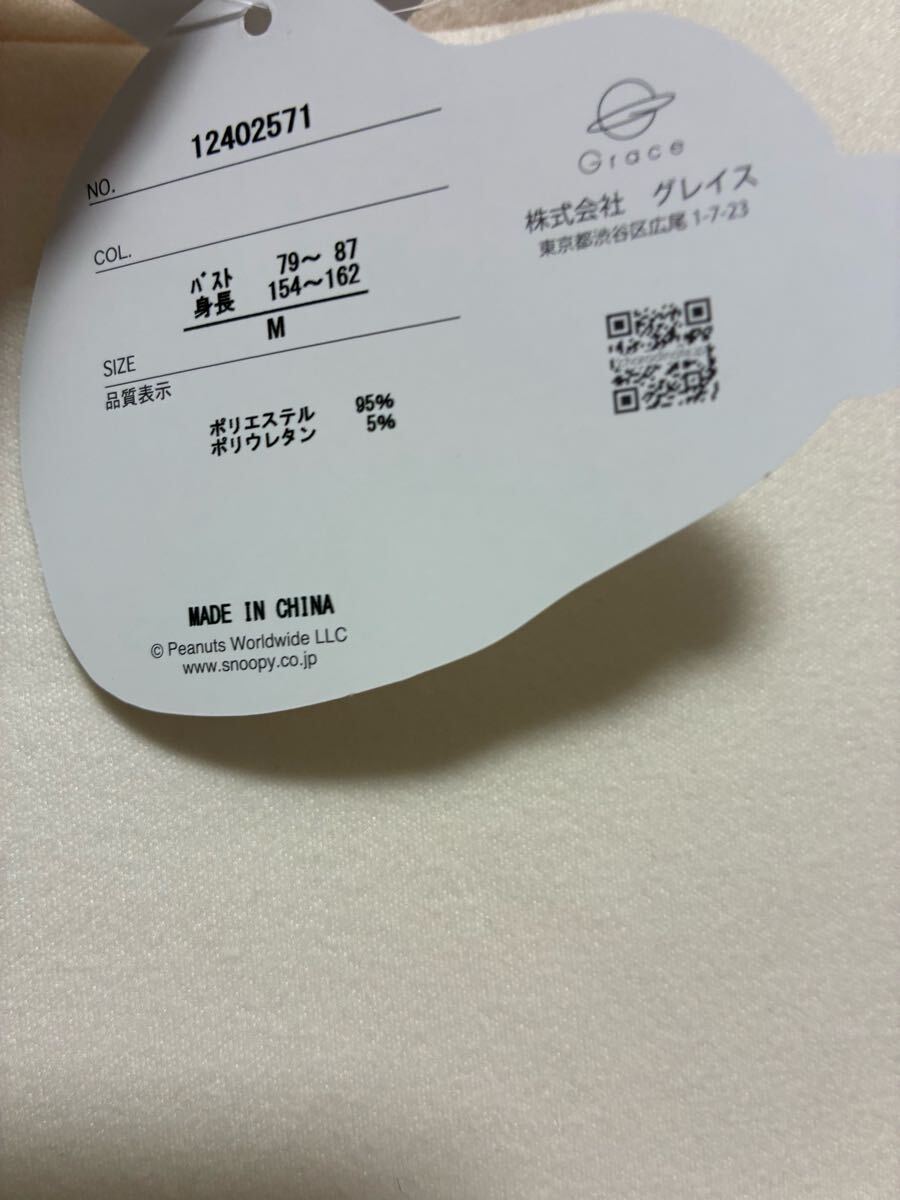 NO. 12402571
COL.
バスト 79〜 87
身長 154〜162
M
SIZE
品質表示
ポリエステル 95%
ポリウレタン 5%
MADE IN CHINA
© Peanuts Worldwide LLC
www.snoopy.co.jp
Grace
株式会社 グレイス
東京都渋谷区広尾 1-7-23